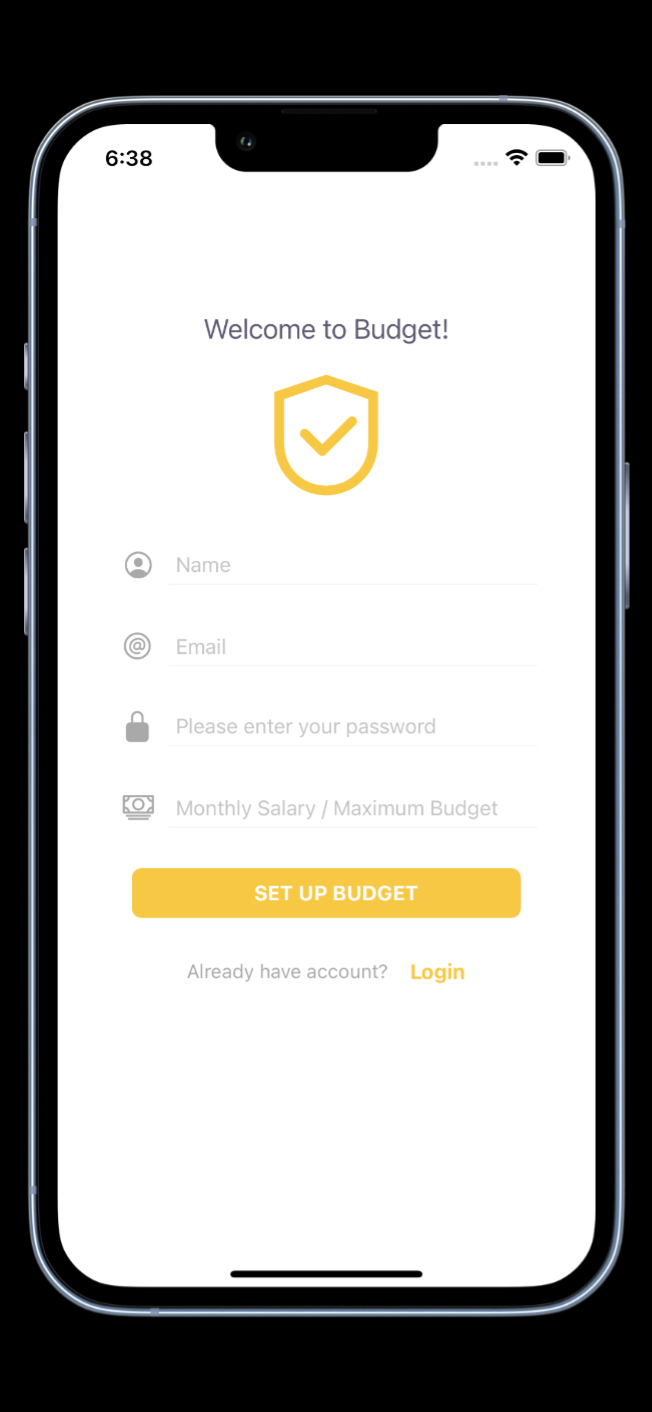 6:38
Welcome to Budget!
Name
Email
Please enter your password
Monthly Salary / Maximum Budget
SET UP BUDGET
Already have account? Login